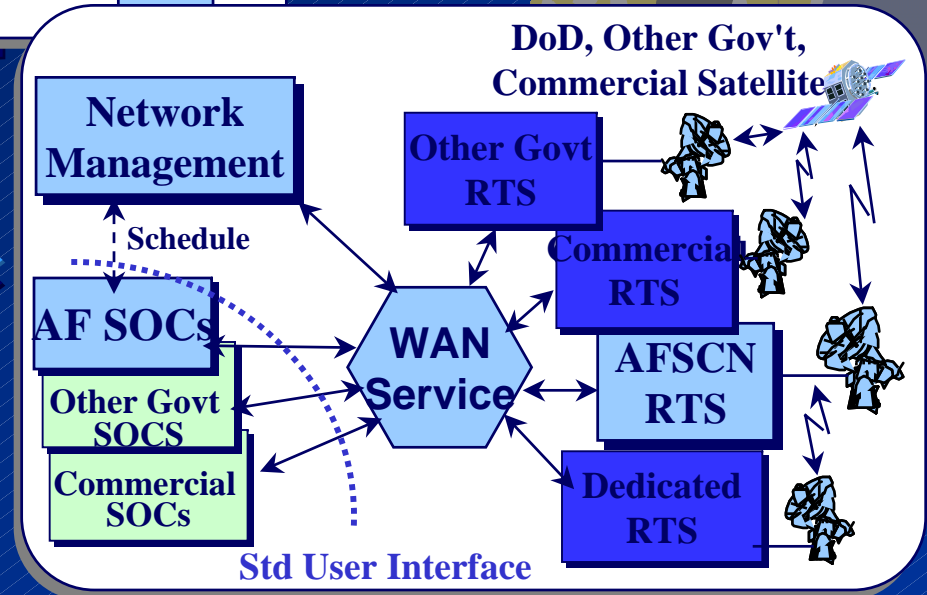 DoD, Other Gov't,
Commercial Satellite
Network
Management
Schedule
AF SOCs
Other Govt
SOCS
Commercial
SOCs
Std User Interface
WAN
Service
Other Govt
RTS
Commercial
RTS
AFSCN
RTS
Dedicated
RTS